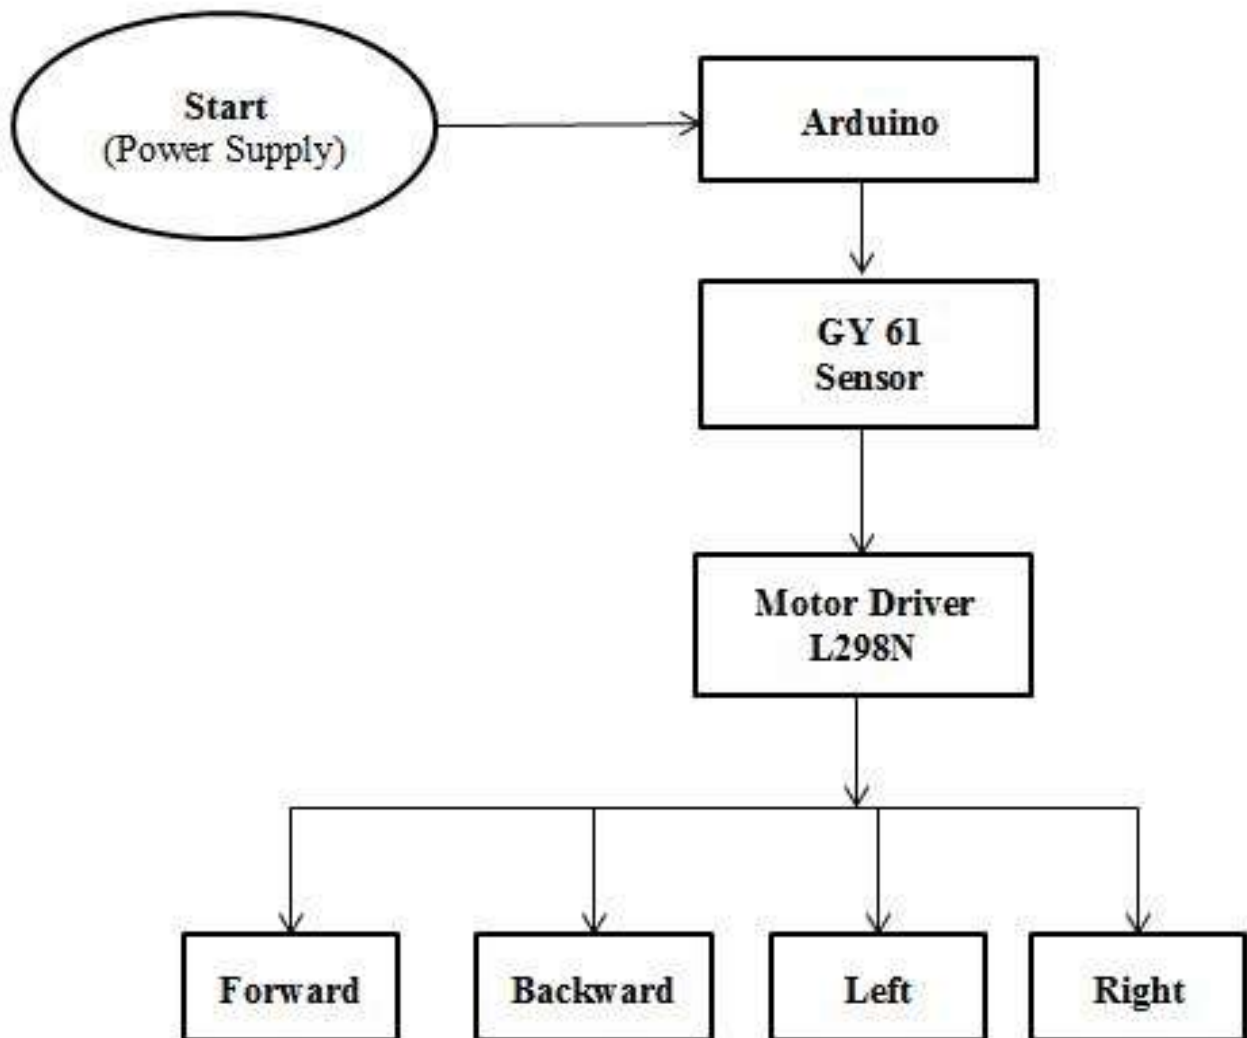 Start
(Power Supply)
Arduino
GY 61
Sensor
Motor Driver
L298N
Forward
Backward
Left
Right